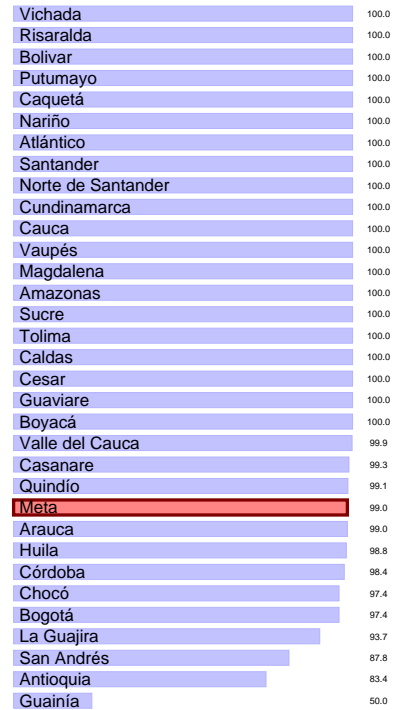 Vichada 100.0
Risaralda 100.0
Bolivar 100.0
Putumayo 100.0
Caquetá 100.0
Nariño 100.0
Atlántico 100.0
Santander 100.0
Norte de Santander 100.0
Cundinamarca 100.0
Cauca 100.0
Vaupés 100.0
Magdalena 100.0
Amazonas 100.0
Sucre 100.0
Tolima 100.0
Caldas 100.0
Cesar 100.0
Guaviare 100.0
Boyacá 100.0
Valle del Cauca 99.9
Casanare 99.3
Quindío 99.1
Meta 99.0
Arauca 99.0
Huila 98.8
Córdoba 98.4
Chocó 97.4
Bogotá 97.4
La Guajira 93.7
San Andrés 87.8
Antioquia 83.4
Guainía 50.0